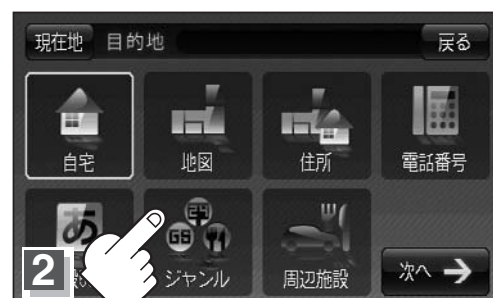 現在地 目的地 戻る
自宅 地図 住所 電話番号
あ GS
2 ジャンル 周辺施設 次へ